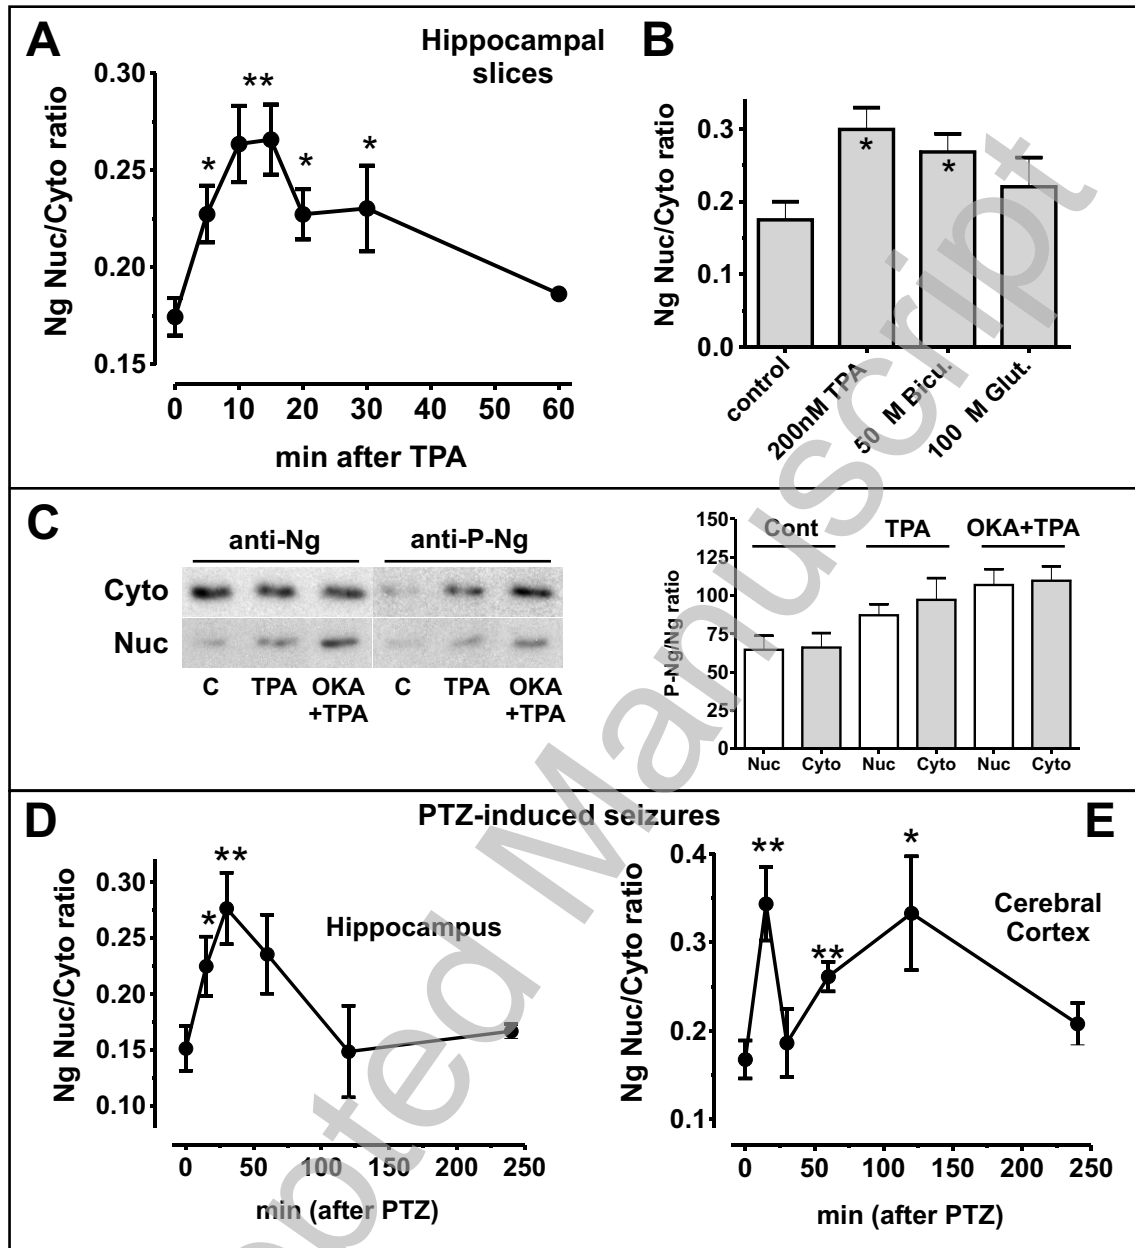 A
Hippocampal
slices
**
*
*
*
0.30
0.25
0.20
0.15
Ng Nuc/Cyto ratio
0 10 20 30 40 50 60
min after TPA
B
0.3
0.2
0.1
0.0
Ng Nuc/Cyto ratio
*
*
control
200nM TPA
50 M Bicu.
100 M Glut.
C
anti-Ng anti-P-Ng
Cyto
Nuc
C TPA OKA C TPA OKA
+TPA +TPA
150
125
100
75
50
25
0
P-Ng/Ng ratio
Cont TPA OKA+TPA
Nuc Cyto Nuc Cyto Nuc Cyto
PTZ-induced seizures
D
**
*
0.30
0.25
0.20
0.15
0.10
Ng Nuc/Cyto ratio
Hippocampus
0 50 100 150 200 250
min (after PTZ)
E
**
**
*
0.4
0.3
0.2
0.1
Ng Nuc/Cyto ratio
Cerebral
Cortex
0 50 100 150 200 250
min (after PTZ)
pted Manuscript